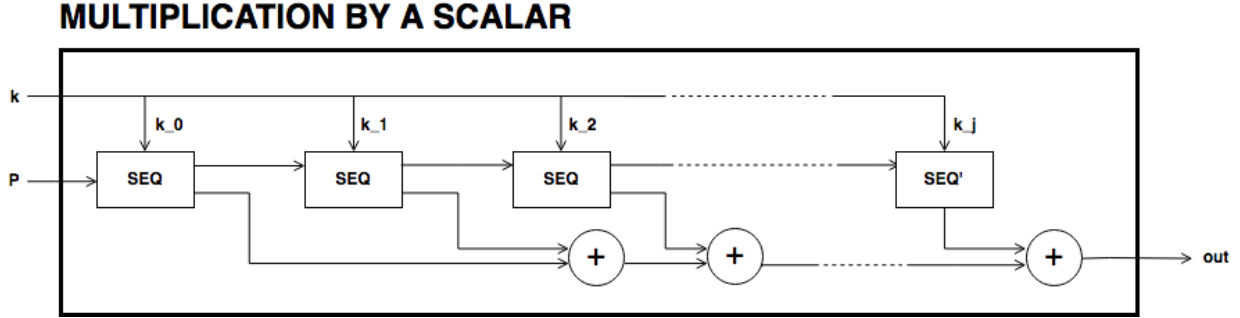 MULTIPLICATION BY A SCALAR
k
k_0 k_1 k_2 k_j
P
SEQ SEQ SEQ SEQ'
+ + +
out